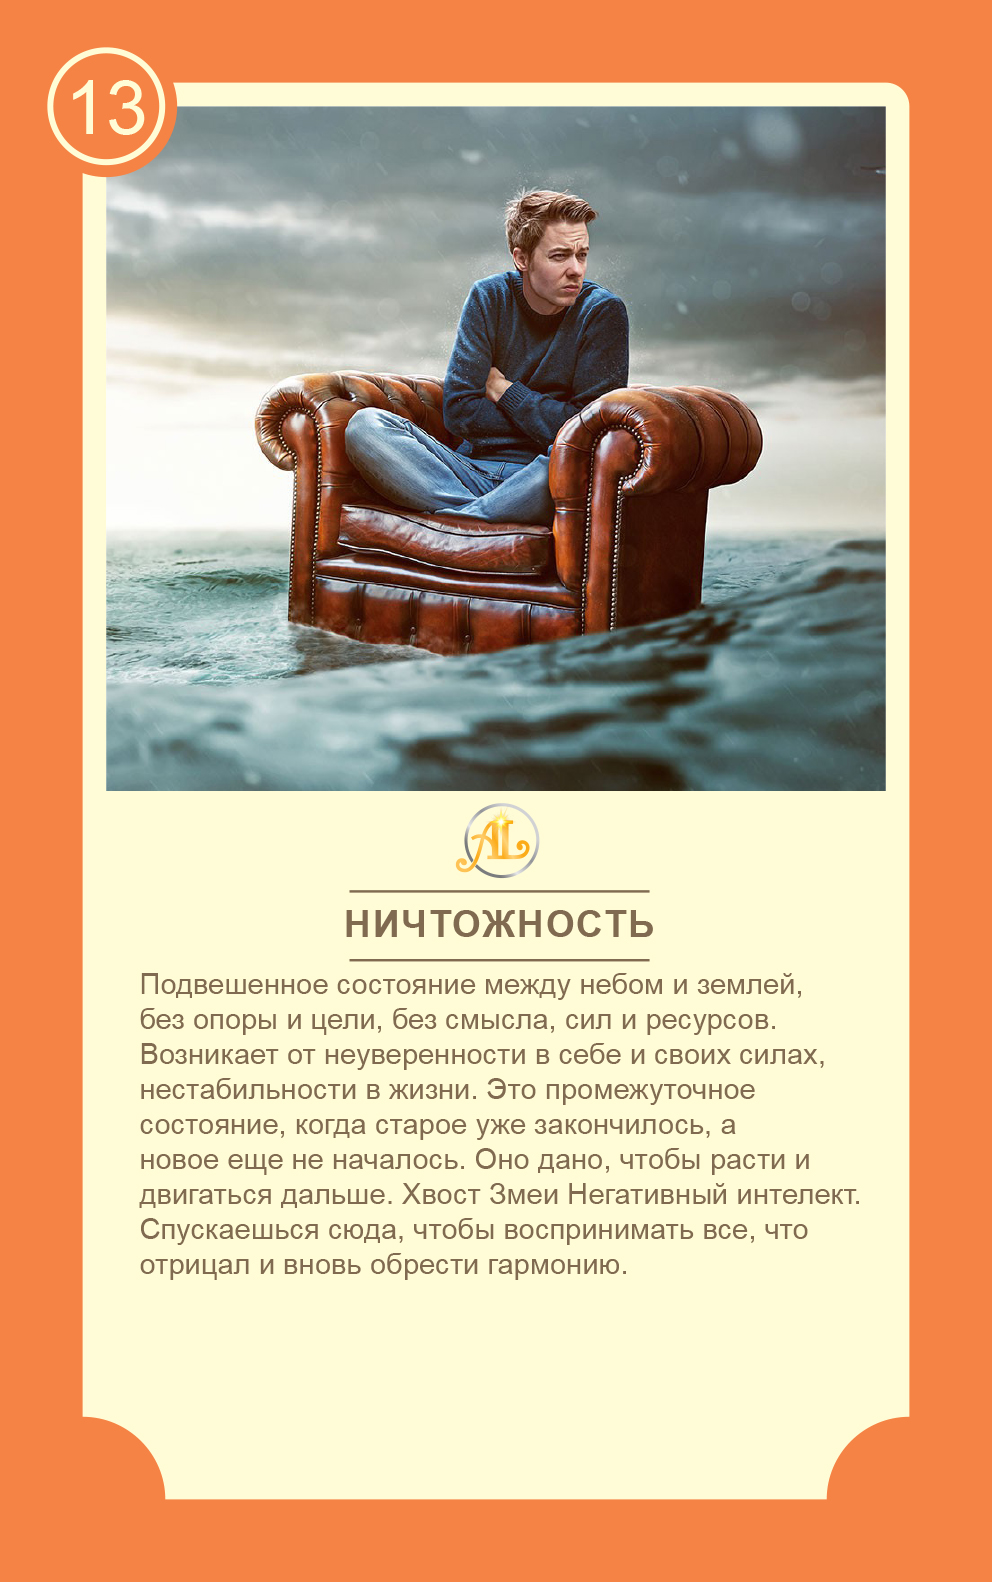 13
AL
НИЧТОЖНОСТЬ
Подвешенное состояние между небом и землей,
без опоры и цели, без смысла, сил и ресурсов.
Возникает от неуверенности в себе и своих силах,
нестабильности в жизни. Это промежуточное
состояние, когда старое уже закончилось, а
новое еще не началось. Оно дано, чтобы расти и
двигаться дальше. Хвост Змеи Негативный интелект.
Спускаешься сюда, чтобы воспринимать все, что
отрицал и вновь обрести гармонию.